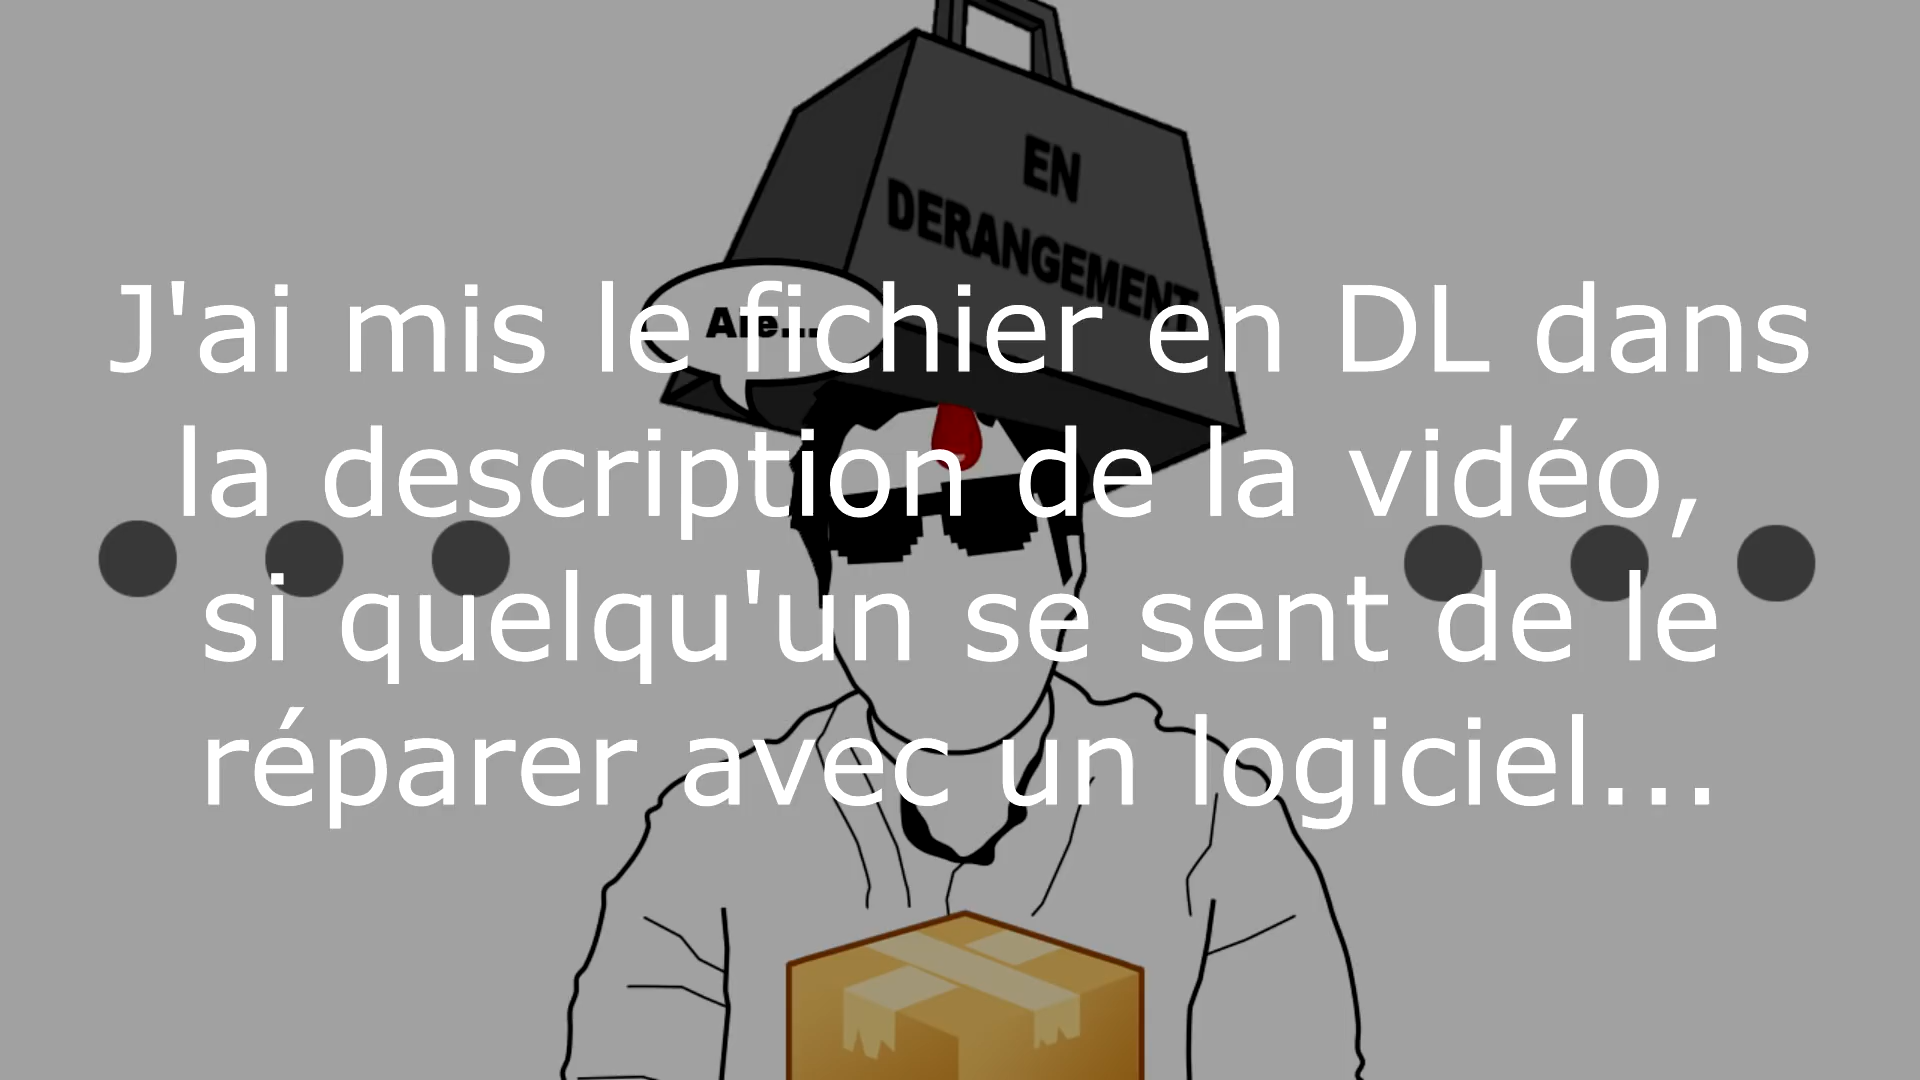 EN
DERANGEMENT
Aïe...
J'ai mis le fichier en DL dans
la description de la vidéo,
si quelqu'un se sent de le
réparer avec un logiciel...